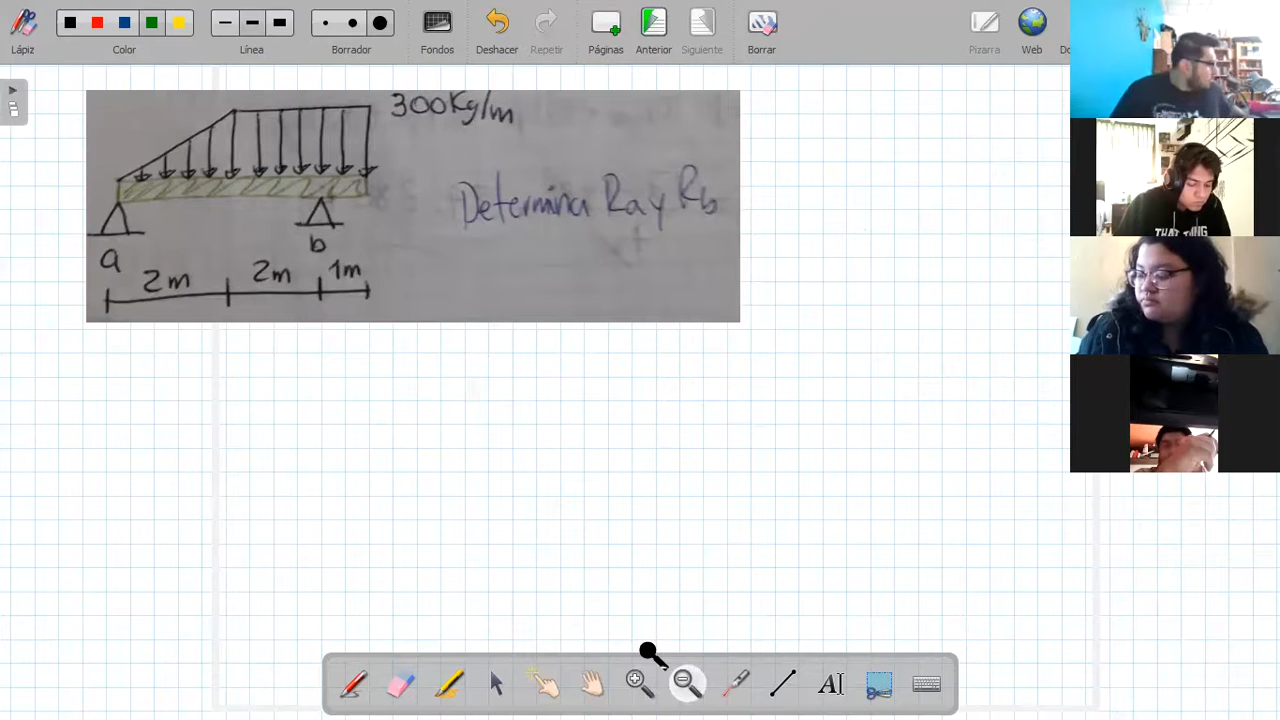 Lápiz
Color
Línea
Borrador
Fondos
Deshacer
Repetir
Páginas
Anterior
Siguiente
Borrar
Pizarra
Web
300Kg/m
Determina Ra y Rb
a
b
2m
2m
1m